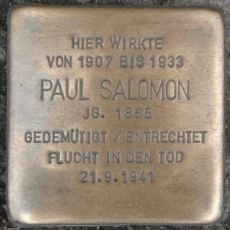 HIER WIRKTE
VON 1907 BIS 1933
PAUL SALOMON
JG. 1865
GEDEMÜTIGT / ENTRECHTET
FLUCHT IN DEN TOD
21.9.1941